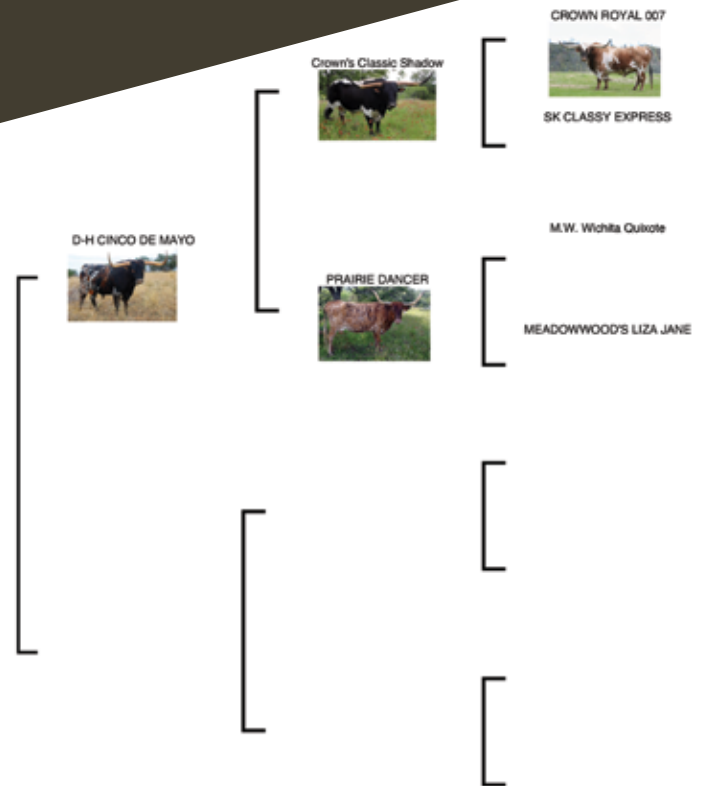 CROWN ROYAL 007
Crown's Classic Shadow
SK CLASSY EXPRESS
M.W. Wichita Quixote
D-H CINCO DE MAYO
PRAIRIE DANCER
MEADOWWOOD'S LIZA JANE